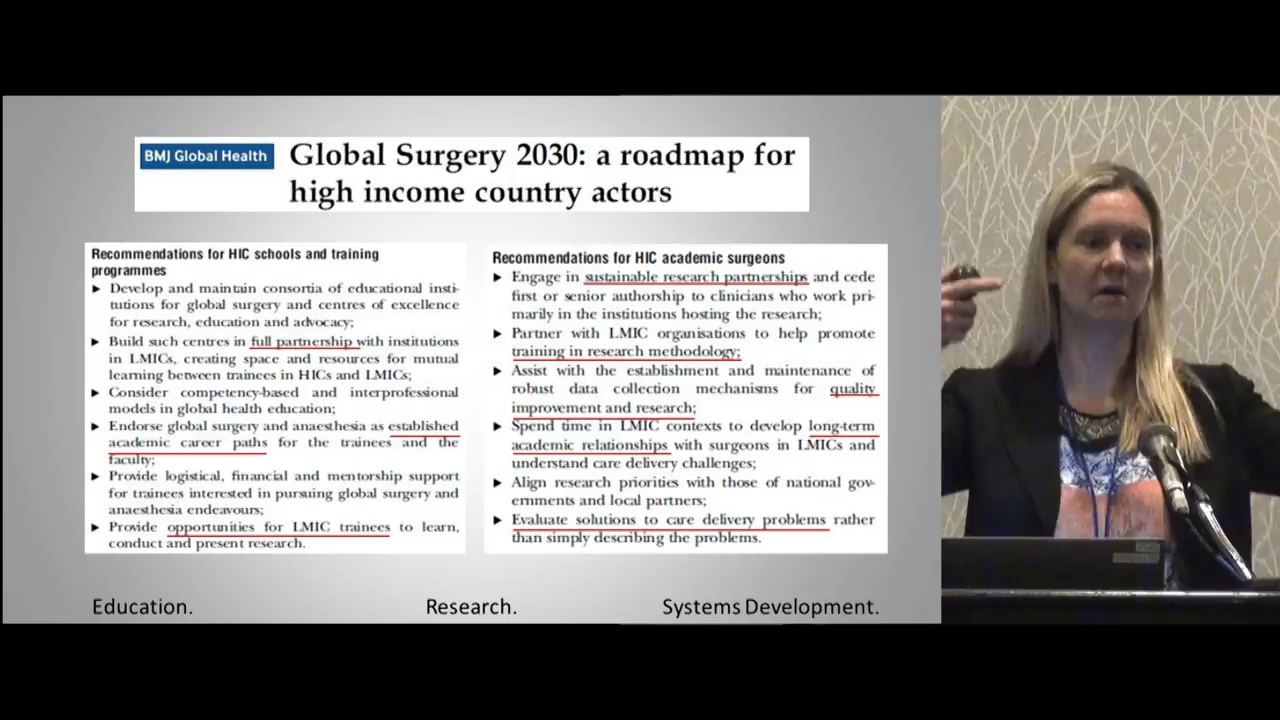 BMJ Global Health
Global Surgery 2030: a roadmap for
high income country actors
Recommendations for HIC schools and training
programmes
► Develop and maintain consortia of educational insti-
tutions for global surgery and centres of excellence
for research, education and advocacy;
► Build such centres in full partnership with institutions
in LMICs, creating space and resources for mutual
learning between trainees in HICs and LMICs;
► Consider competency-based and interprofessional
models in global health education;
► Endorse global surgery and anaesthesia as established
academic career paths for the trainees and the
faculty;
► Provide logistical, financial and mentorship support
for trainees interested in pursuing global surgery and
anaesthesia endeavours;
► Provide opportunities for LMIC trainees to learn,
conduct and present research.
Recommendations for HIC academic surgeons
► Engage in sustainable research partnerships and cede
first or senior authorship to clinicians who work pri-
marily in the institutions hosting the research;
► Partner with LMIC organisations to help promote
training in research methodology;
► Assist with the establishment and maintenance of
robust data collection mechanisms for quality
improvement and research;
► Spend time in LMIC contexts to develop long-term
academic relationships with surgeons in LMICs and
understand care delivery challenges;
► Align research priorities with those of national gov-
ernments and local partners;
► Evaluate solutions to care delivery problems rather
than simply describing the problems.
Education.
Research.
Systems Development.